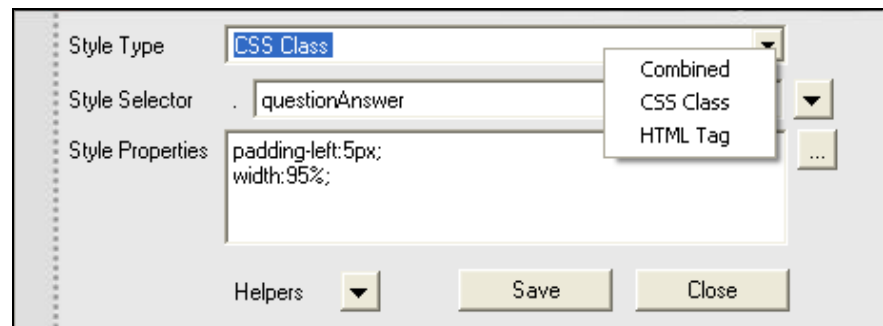 Style Type CSS Class
Combined
CSS Class
HTML Tag
Style Selector . questionAnswer
Style Properties padding-left:5px;
width:95%;
...
Helpers Save Close